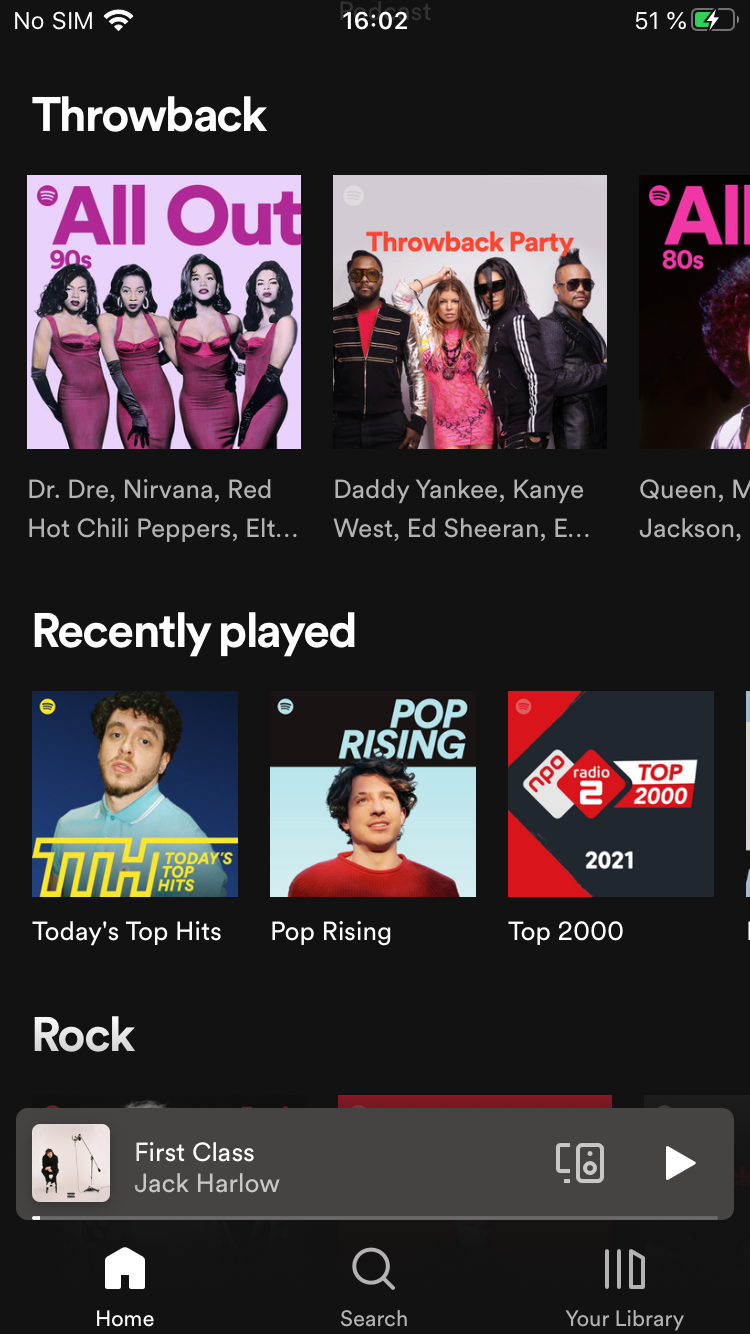 Podcast
No SIM 16:02 51 %
Throwback
All Out
90s
Throwback Party
All
80s
Dr. Dre, Nirvana, Red
Hot Chili Peppers, Elt...
Daddy Yankee, Kanye
West, Ed Sheeran, E...
Queen, M
Jackson,
Recently played
TTH TODAY'S
TOP
HITS
POP
RISING
npo
radio
2
TOP
2000
2021
Today's Top Hits
Pop Rising
Top 2000
Rock
First Class
Jack Harlow
Home
Search
Your Library